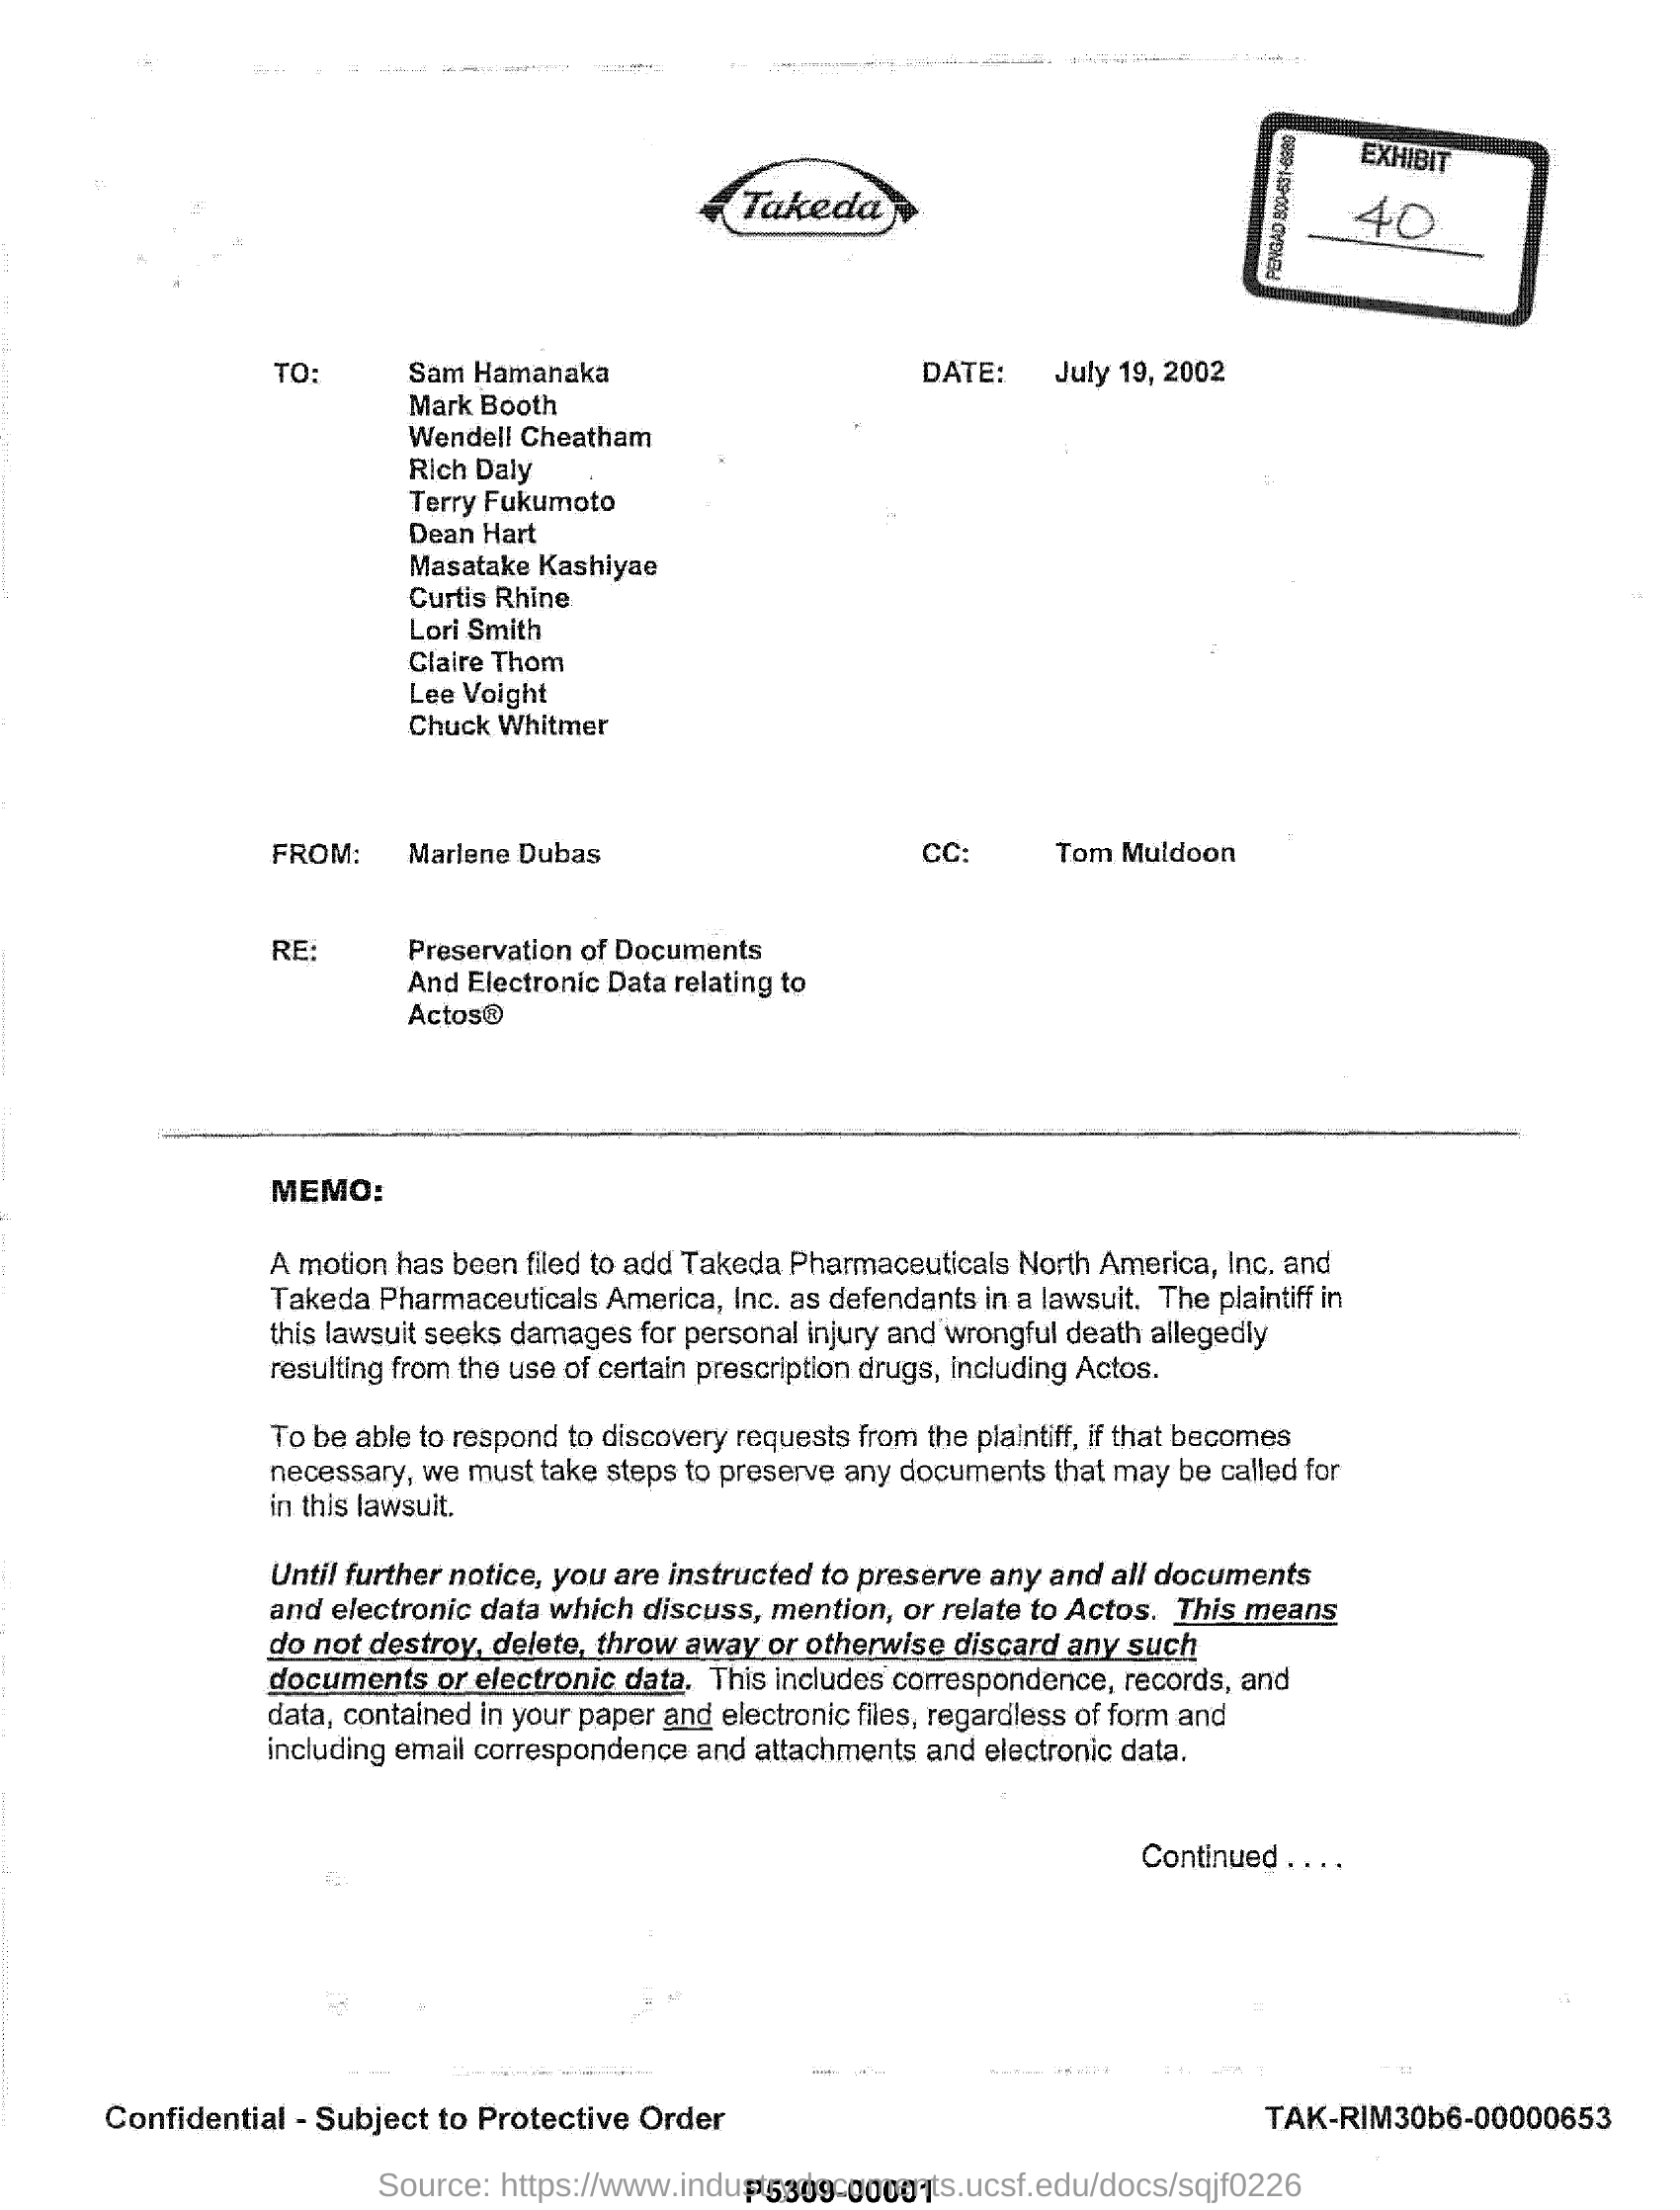 Takeda
EXHIBIT
40
PENGAD 800-631-6989
TO: Sam Hamanaka DATE: July 19, 2002
Mark Booth
Wendell Cheatham
Rich Daly
Terry Fukumoto
Dean Hart
Masatake Kashiyae
Curtis Rhine
Lori Smith
Claire Thom
Lee Voight
Chuck Whitmer
FROM: Marlene Dubas CC: Tom Muldoon
RE: Preservation of Documents
And Electronic Data relating to
Actos®
MEMO:
A motion has been filed to add Takeda Pharmaceuticals North America, Inc. and
Takeda Pharmaceuticals America, Inc. as defendants in a lawsuit. The plaintiff in
this lawsuit seeks damages for personal injury and wrongful death allegedly
resulting from the use of certain prescription drugs, including Actos.
To be able to respond to discovery requests from the plaintiff, if that becomes
necessary, we must take steps to preserve any documents that may be called for
in this lawsuit.
Until further notice, you are instructed to preserve any and all documents
and electronic data which discuss, mention, or relate to Actos. This means
do not destroy, delete, throw away or otherwise discard any such
documents or electronic data. This includes correspondence, records, and
data, contained in your paper and electronic files, regardless of form and
including email correspondence and attachments and electronic data.
Continued . . . .
Confidential - Subject to Protective Order TAK-RIM30b6-00000653
Source: https://www.industrydocuments.ucsf.edu/docs/sqjf0226
P5309-00001